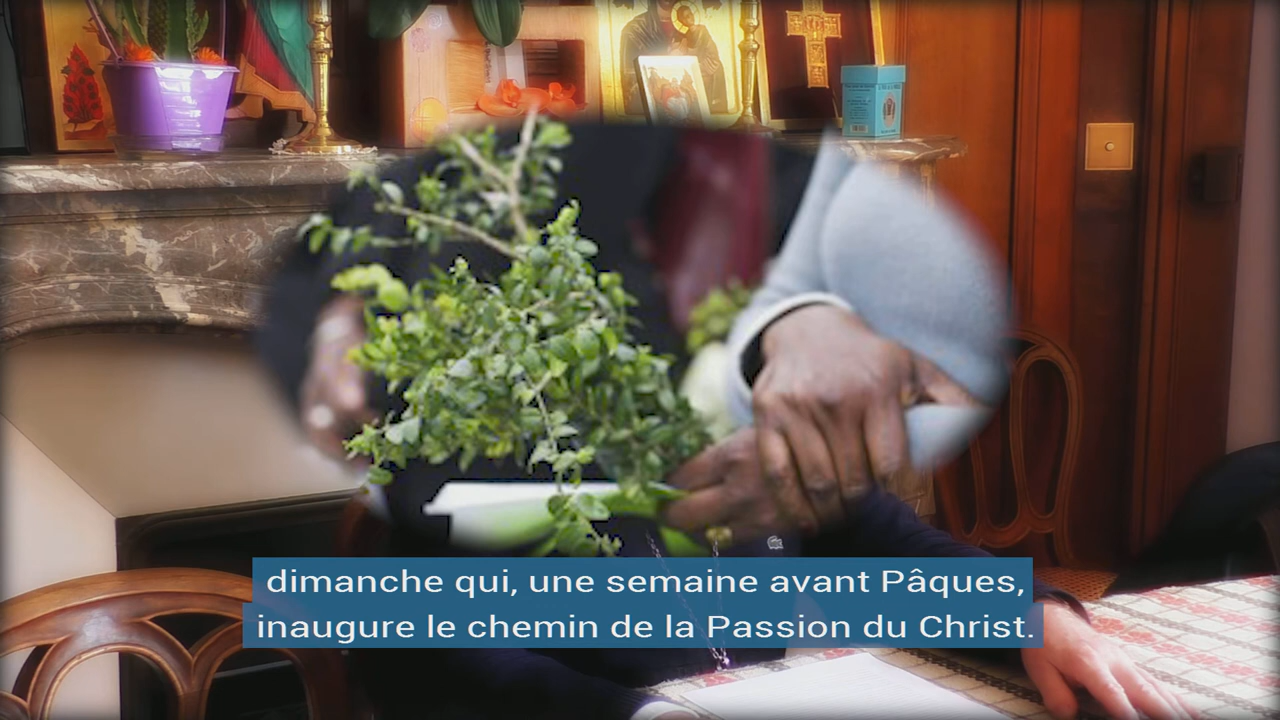 dimanche qui, une semaine avant Pâques,
inaugure le chemin de la Passion du Christ.